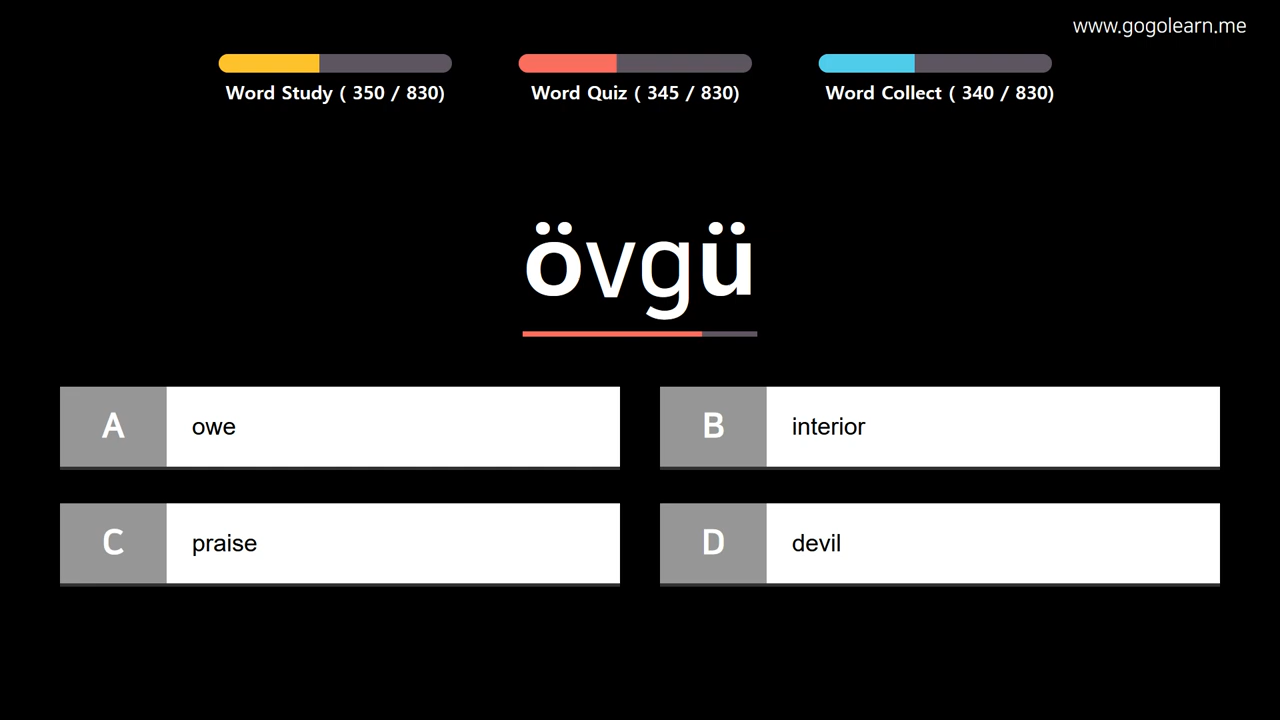 www.gogolearn.me
Word Study ( 350 / 830)
Word Quiz ( 345 / 830)
Word Collect ( 340 / 830)
övgü
A owe
B interior
C praise
D devil